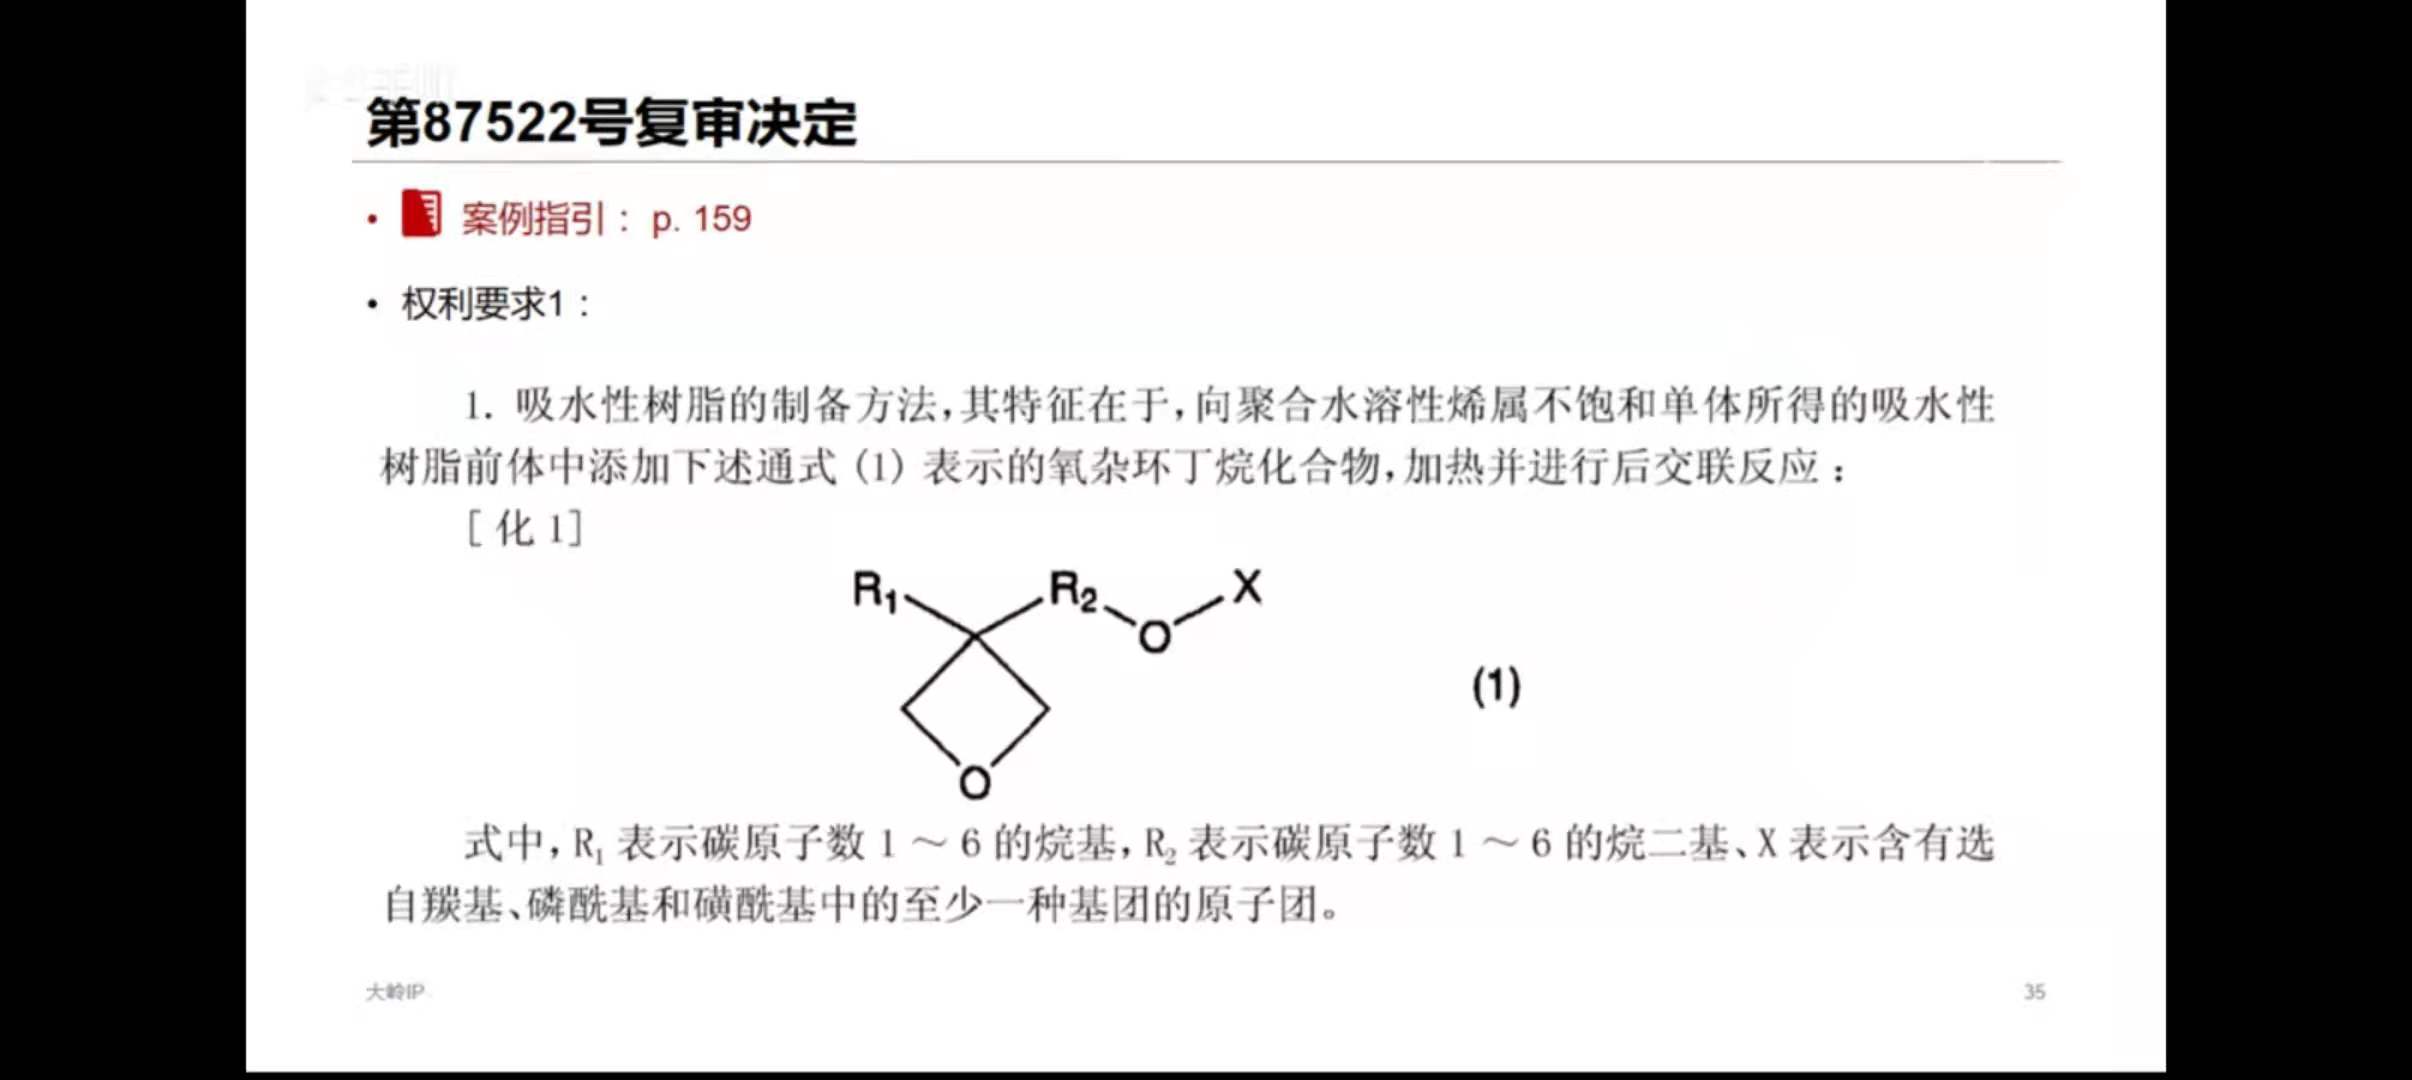 第87522号复审决定
• 案例指引： p. 159
• 权利要求1：
1. 吸水性树脂的制备方法,其特征在于,向聚合水溶性烯属不饱和单体所得的吸水性
树脂前体中添加下述通式 (1) 表示的氧杂环丁烷化合物,加热并进行后交联反应：
[化 1]
R₁ R₂ O X
(1)
O
式中, R₁ 表示碳原子数 1 ～ 6 的烷基, R₂ 表示碳原子数 1 ～ 6 的烷二基、X 表示含有选
自羰基、磷酰基和磺酰基中的至少一种基团的原子团。
大岭IP
35